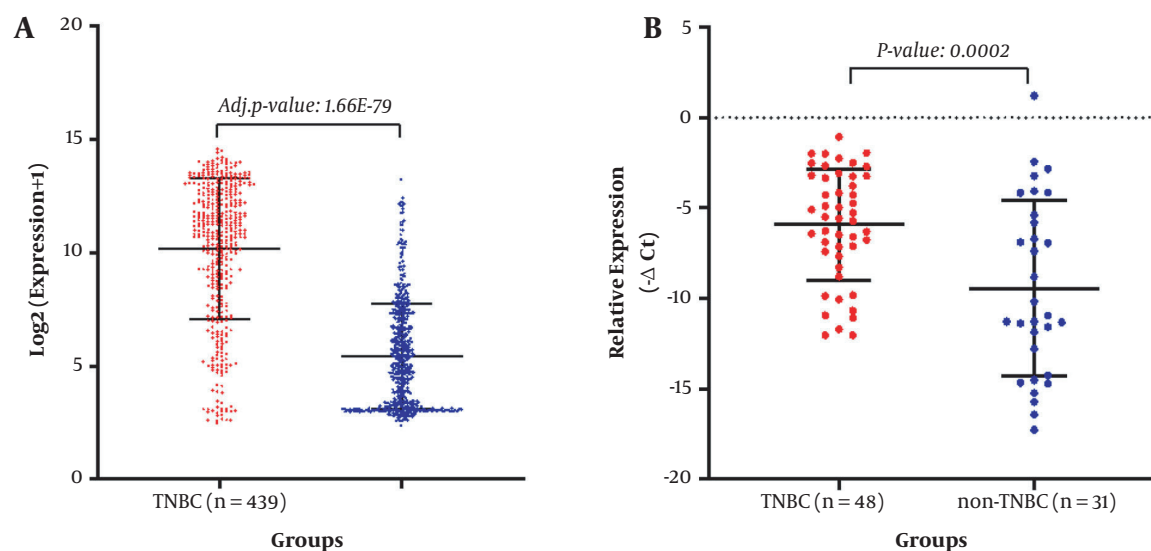 A
20
15
10
5
0
Log2 (Expression+1)
Adj.p-value: 1.66E-79
TNBC (n = 439)
Groups
B
5
0
-5
-10
-15
-20
Relative Expression
(-Δ Ct)
P-value: 0.0002
TNBC (n = 48)
non-TNBC (n = 31)
Groups